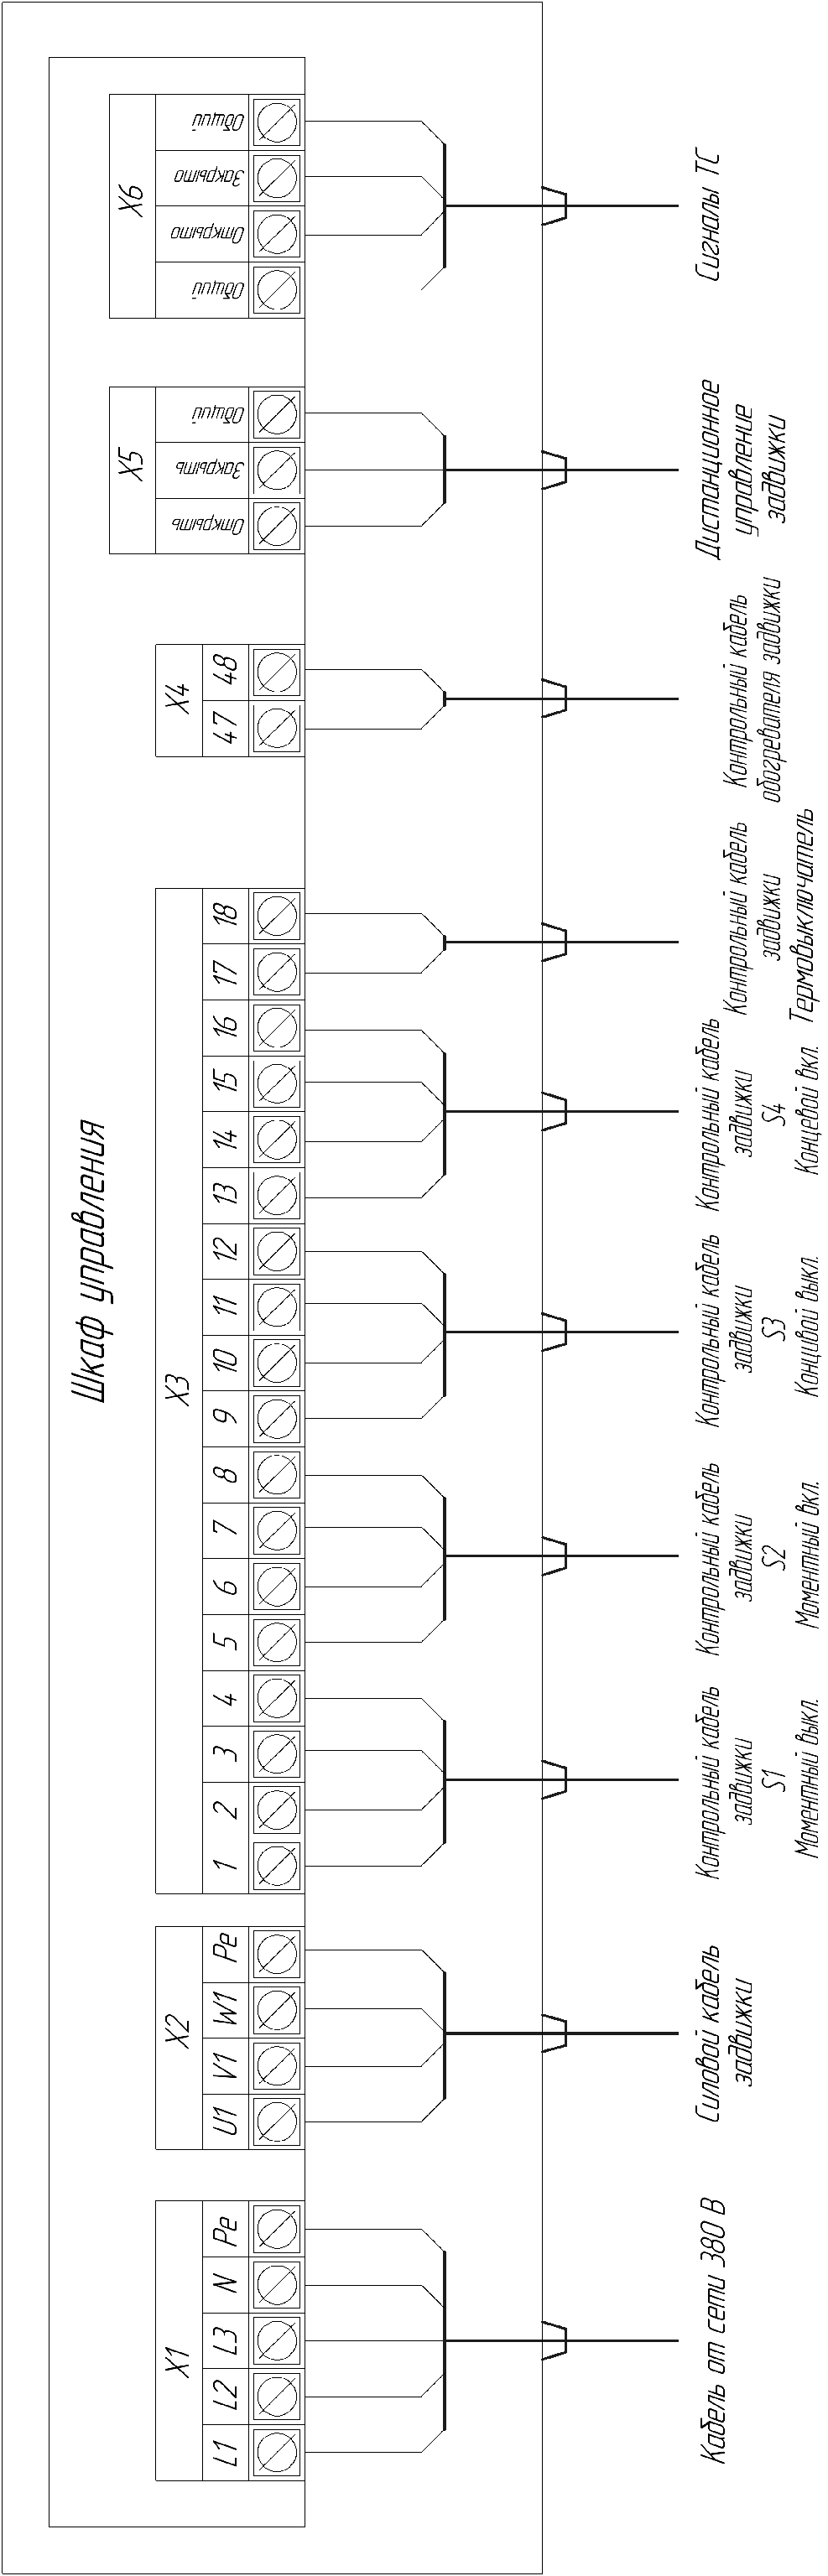 Шкаф управления
X1
L1
L2
L3
N
Pe
X2
U1
V1
W1
Pe
X3
1
2
3
4
5
6
7
8
9
10
11
12
13
14
15
16
17
18
X4
47
48
X5
Открыть
Закрыть
Общий
X6
Общий
Открыто
Закрыто
Общий
Кабель от сети 380 В
Силовой кабель
задвижки
Контрольный кабель
задвижки
S1
Моментный выкл.
Контрольный кабель
задвижки
S2
Моментный вкл.
Контрольный кабель
задвижки
S3
Концивой выкл.
Контрольный кабель
задвижки
S4
Концевой вкл.
Контрольный кабель
задвижки
Термовыключатель
Контрольный кабель
обогревателя задвижки
Дистанционное
управление
задвижки
Сигналы ТС